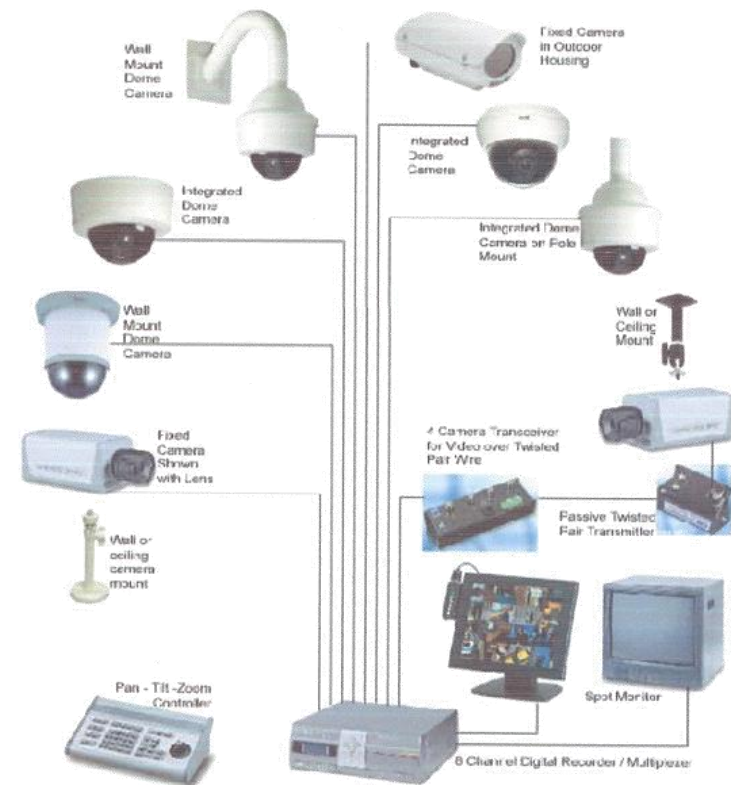 Wall
Mount
Dome
Camera
Fixed Camera
in Outdoor
Housing
Integrated
Dome
Camera
Integrated
Dome
Camera
Integrated Dome
Camera on Pole
Mount
Wall
Mount
Dome
Camera
Wall or
Ceiling
Mount
Fixed
Camera
Shown
with Lens
4 Camera Transceiver
for Video over Twisted
Pair Wire
Passive Twisted
Pair Transmitter
Wall or
ceiling
camera
mount
Pan - Tilt -Zoom
Controller
Spot Monitor
8 Channel Digital Recorder / Multiplexer